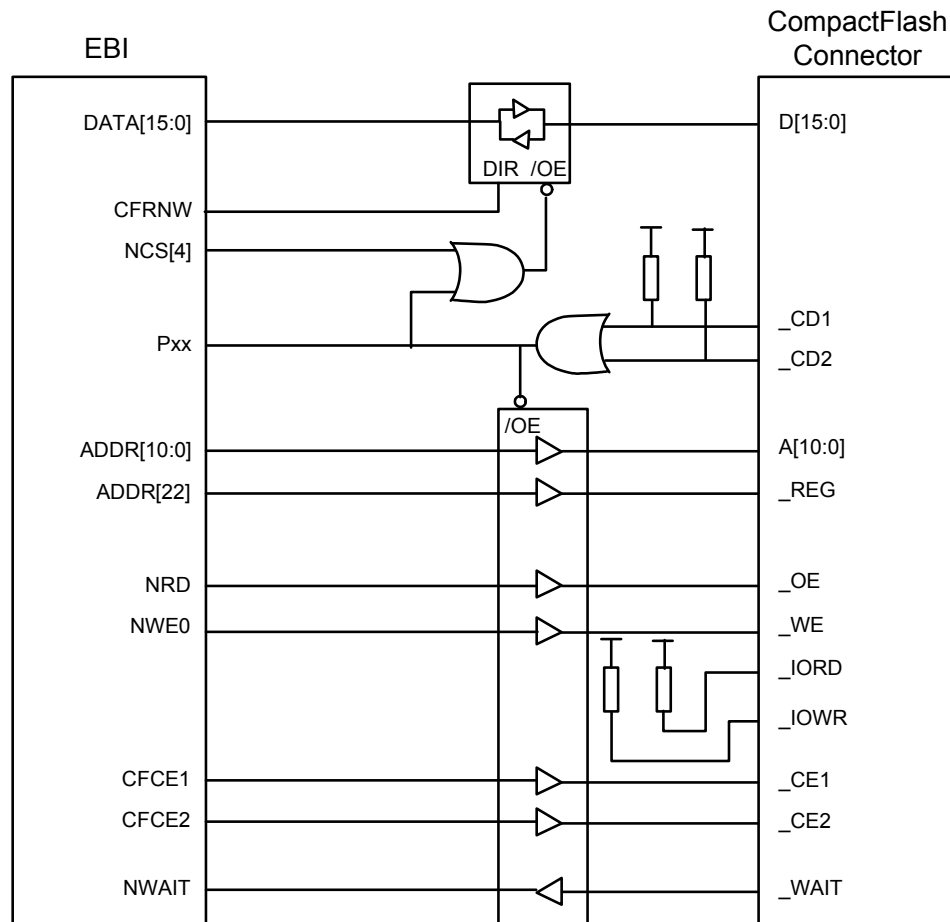 CompactFlash
Connector
EBI
DATA[15:0]
D[15:0]
DIR /OE
CFRNW
NCS[4]
_CD1
Pxx
_CD2
/OE
ADDR[10:0]
A[10:0]
ADDR[22]
_REG
NRD
_OE
NWE0
_WE
_IORD
_IOWR
CFCE1
_CE1
CFCE2
_CE2
NWAIT
_WAIT